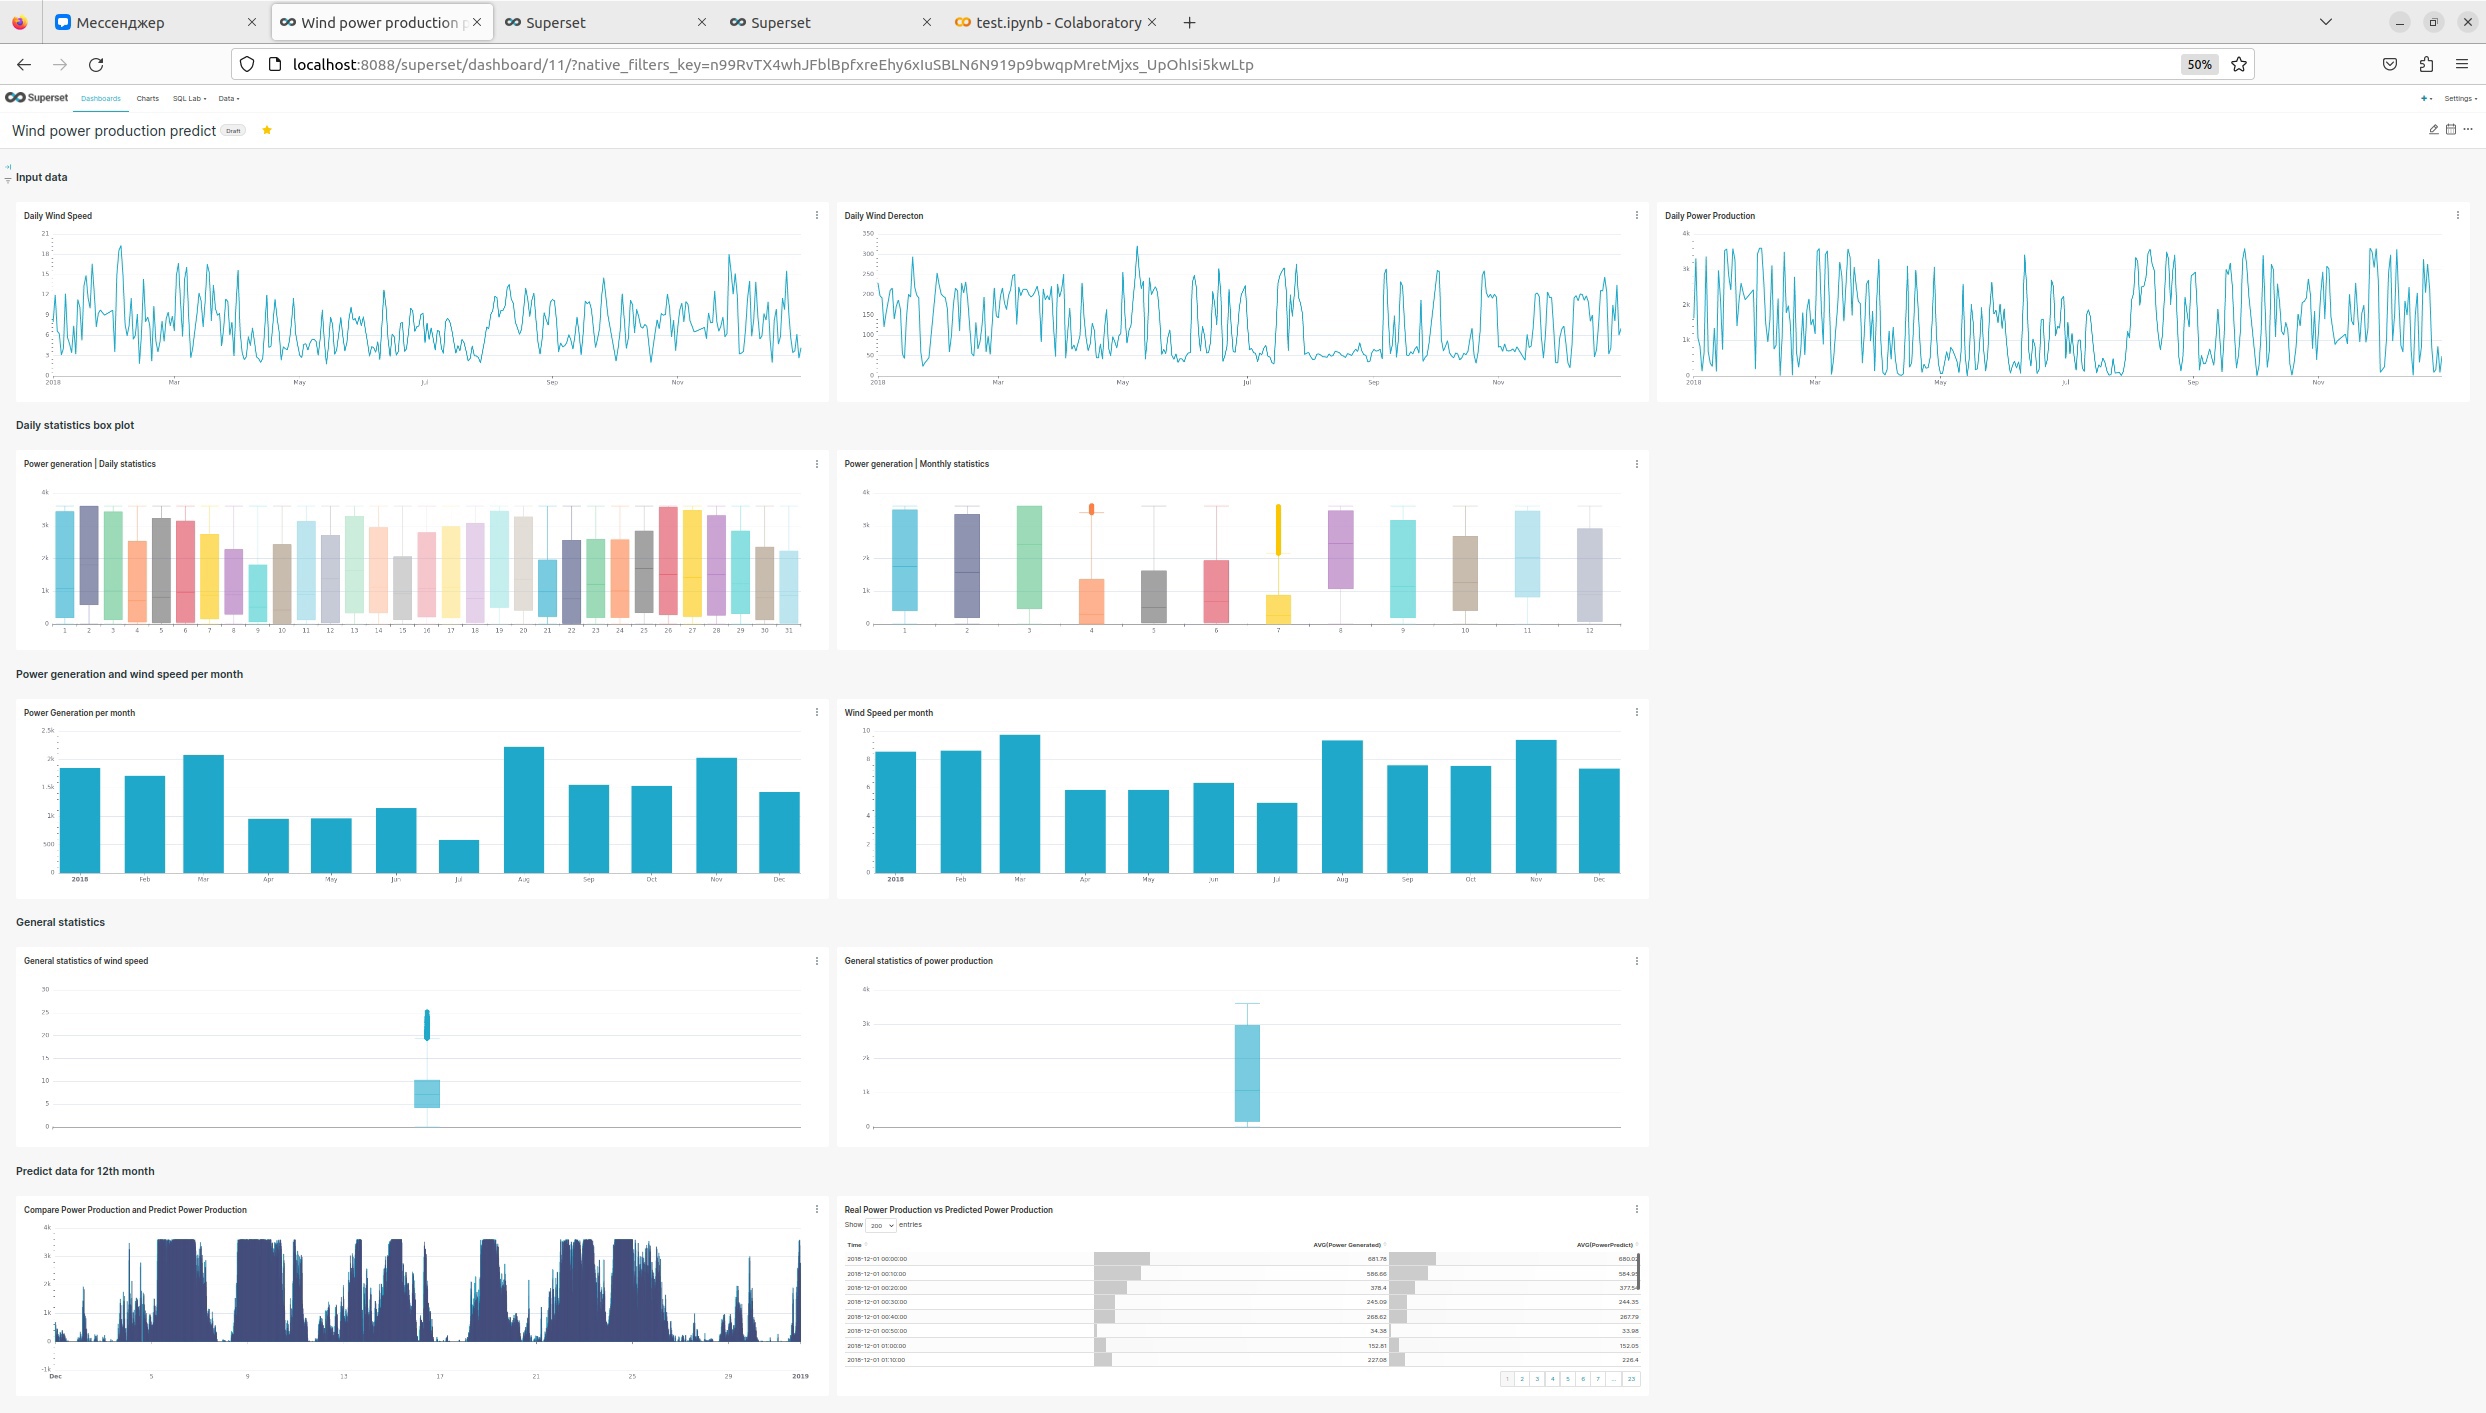 Мессенджер Wind power production p Superset Superset test.ipynb - Colaboratory
localhost:8088/superset/dashboard/11/?native_filters_key=n99RvTX4whJFblBpfxreEhy6xIuSBLN6N919p9bwqpMretMjxs_UpOhIsi5kwLtp 50%
Superset Dashboards Charts SQL Lab Data Settings
Wind power production predict Draft
Input data
Daily Wind Speed
21
18
15
12
9
6
3
0
2018 Mar May Jul Sep Nov
Daily Wind Derecton
350
300
250
200
150
100
50
0
2018 Mar May Jul Sep Nov
Daily Power Production
4k
3k
2k
1k
0
2018 Mar May Jul Sep Nov
Daily statistics box plot
Power generation | Daily statistics
4k
3k
2k
1k
0
1 2 3 4 5 6 7 8 9 10 11 12 13 14 15 16 17 18 19 20 21 22 23 24 25 26 27 28 29 30 31
Power generation | Monthly statistics
4k
3k
2k
1k
0
1 2 3 4 5 6 7 8 9 10 11 12
Power generation and wind speed per month
Power Generation per month
2.5k
2k
1.5k
1k
500
0
2018 Feb Mar Apr May Jun Jul Aug Sep Oct Nov Dec
Wind Speed per month
10
8
6
4
2
0
2018 Feb Mar Apr May Jun Jul Aug Sep Oct Nov Dec
General statistics
General statistics of wind speed
30
25
20
15
10
5
0
General statistics of power production
4k
3k
2k
1k
0
Predict data for 12th month
Compare Power Production and Predict Power Production
4k
3k
2k
1k
0
-1k
Dec 5 9 13 17 21 25 29 2019
Real Power Production vs Predicted Power Production
Show 200 entries
Time AVG(Power Generated) AVG(PowerPredict)
2018-12-01 00:00:00 681.78
2018-12-01 00:10:00 586.66
2018-12-01 00:20:00 378.4
2018-12-01 00:30:00 245.09 244.35
2018-12-01 00:40:00 268.62 267.79
2018-12-01 00:50:00 34.38 33.98
2018-12-01 01:00:00 152.81 152.05
2018-12-01 01:10:00 227.08 226.4
1 2 3 4 5 6 7 ... 23